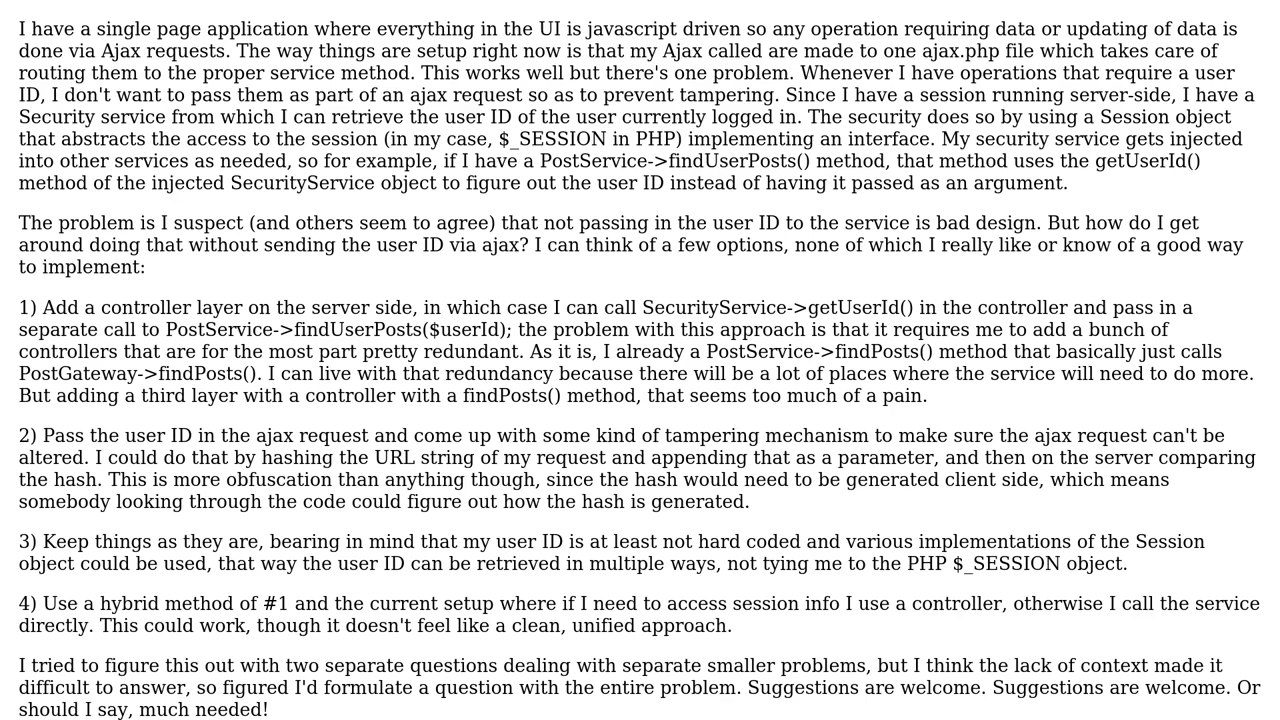 I have a single page application where everything in the UI is javascript driven so any operation requiring data or updating of data is
done via Ajax requests. The way things are setup right now is that my Ajax called are made to one ajax.php file which takes care of
routing them to the proper service method. This works well but there's one problem. Whenever I have operations that require a user
ID, I don't want to pass them as part of an ajax request so as to prevent tampering. Since I have a session running server-side, I have a
Security service from which I can retrieve the user ID of the user currently logged in. The security does so by using a Session object
that abstracts the access to the session (in my case, $_SESSION in PHP) implementing an interface. My security service gets injected
into other services as needed, so for example, if I have a PostService->findUserPosts() method, that method uses the getUserId()
method of the injected SecurityService object to figure out the user ID instead of having it passed as an argument.
The problem is I suspect (and others seem to agree) that not passing in the user ID to the service is bad design. But how do I get
around doing that without sending the user ID via ajax? I can think of a few options, none of which I really like or know of a good way
to implement:
1) Add a controller layer on the server side, in which case I can call SecurityService->getUserId() in the controller and pass in a
separate call to PostService->findUserPosts($userId); the problem with this approach is that it requires me to add a bunch of
controllers that are for the most part pretty redundant. As it is, I already a PostService->findPosts() method that basically just calls
PostGateway->findPosts(). I can live with that redundancy because there will be a lot of places where the service will need to do more.
But adding a third layer with a controller with a findPosts() method, that seems too much of a pain.
2) Pass the user ID in the ajax request and come up with some kind of tampering mechanism to make sure the ajax request can't be
altered. I could do that by hashing the URL string of my request and appending that as a parameter, and then on the server comparing
the hash. This is more obfuscation than anything though, since the hash would need to be generated client side, which means
somebody looking through the code could figure out how the hash is generated.
3) Keep things as they are, bearing in mind that my user ID is at least not hard coded and various implementations of the Session
object could be used, that way the user ID can be retrieved in multiple ways, not tying me to the PHP $_SESSION object.
4) Use a hybrid method of #1 and the current setup where if I need to access session info I use a controller, otherwise I call the service
directly. This could work, though it doesn't feel like a clean, unified approach.
I tried to figure this out with two separate questions dealing with separate smaller problems, but I think the lack of context made it
difficult to answer, so figured I'd formulate a question with the entire problem. Suggestions are welcome. Suggestions are welcome. Or
should I say, much needed!